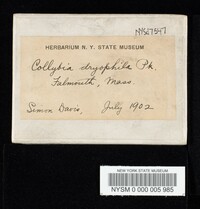 NYSf7547
HERBARIUM N. Y. STATE MUSEUM
Collybia dryophila Pk.
Falmouth, Mass.
Simon Davis, July 1902
NEW YORK STATE MUSEUM
NYSM 0 000 005 985